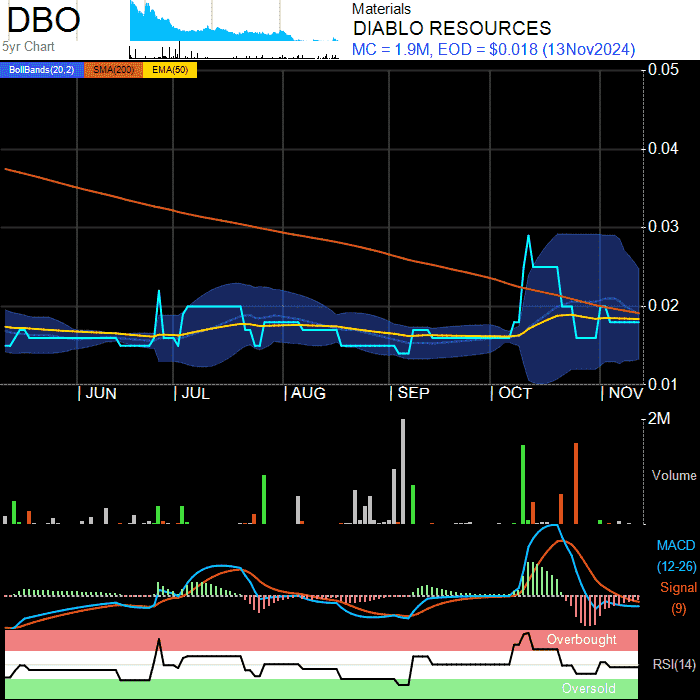 DBO
5yr Chart
Materials
DIABLO RESOURCES
MC = 1.9M, EOD = $0.018 (13Nov2024)
BollBands(20,2) SMA(200) EMA(50)
0.05
0.04
0.03
0.02
0.01
JUN JUL AUG SEP OCT NOV
2M
Volume
MACD
(12-26)
Signal
(9)
Overbought
RSI(14)
Oversold